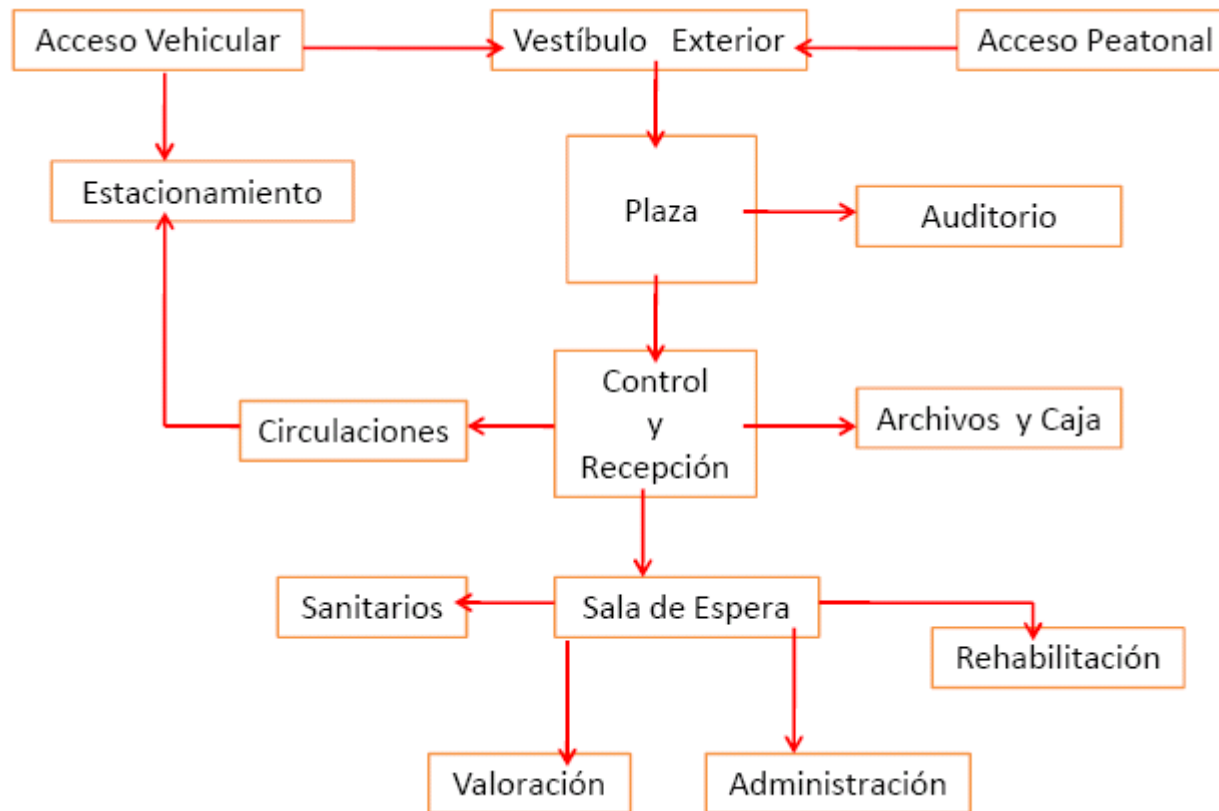 Acceso Vehicular
Vestíbulo Exterior
Acceso Peatonal
Estacionamiento
Plaza
Auditorio
Circulaciones
Control
y
Recepción
Archivos y Caja
Sanitarios
Sala de Espera
Rehabilitación
Valoración
Administración